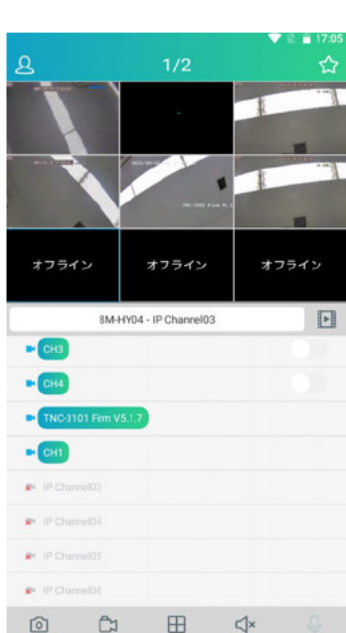 17:05
1/2
オフライン
オフライン
オフライン
BM-HY04 - IP Channel03
CH3
CH4
TNC-3101 Firm V5.1.7
CH1
IP Channel03
IP Channel04
IP Channel05
IP Channel06